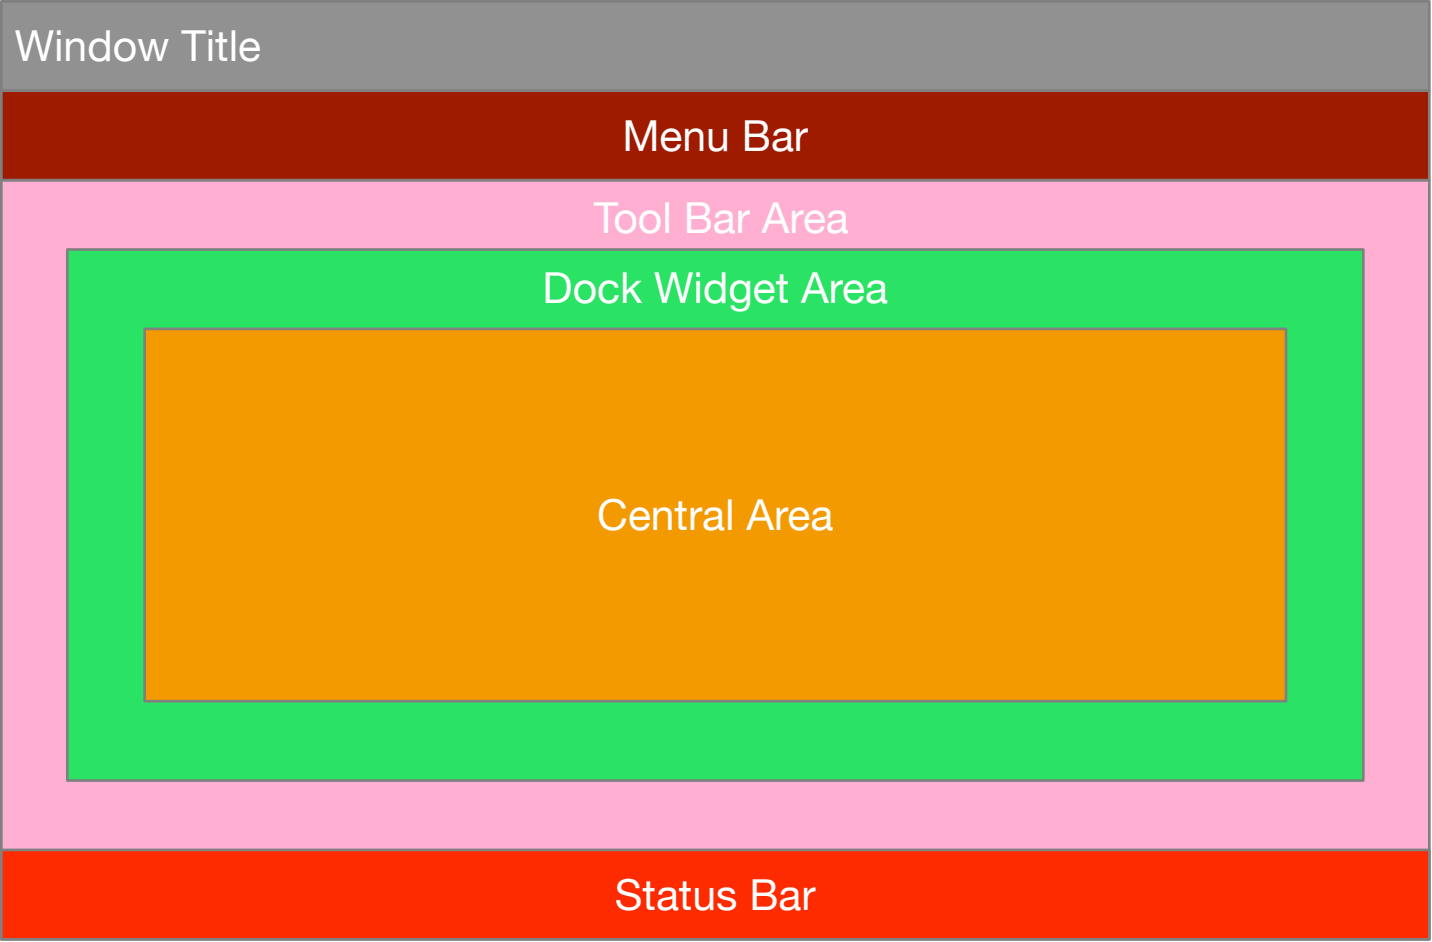 Window Title
Menu Bar
Tool Bar Area
Dock Widget Area
Central Area
Status Bar